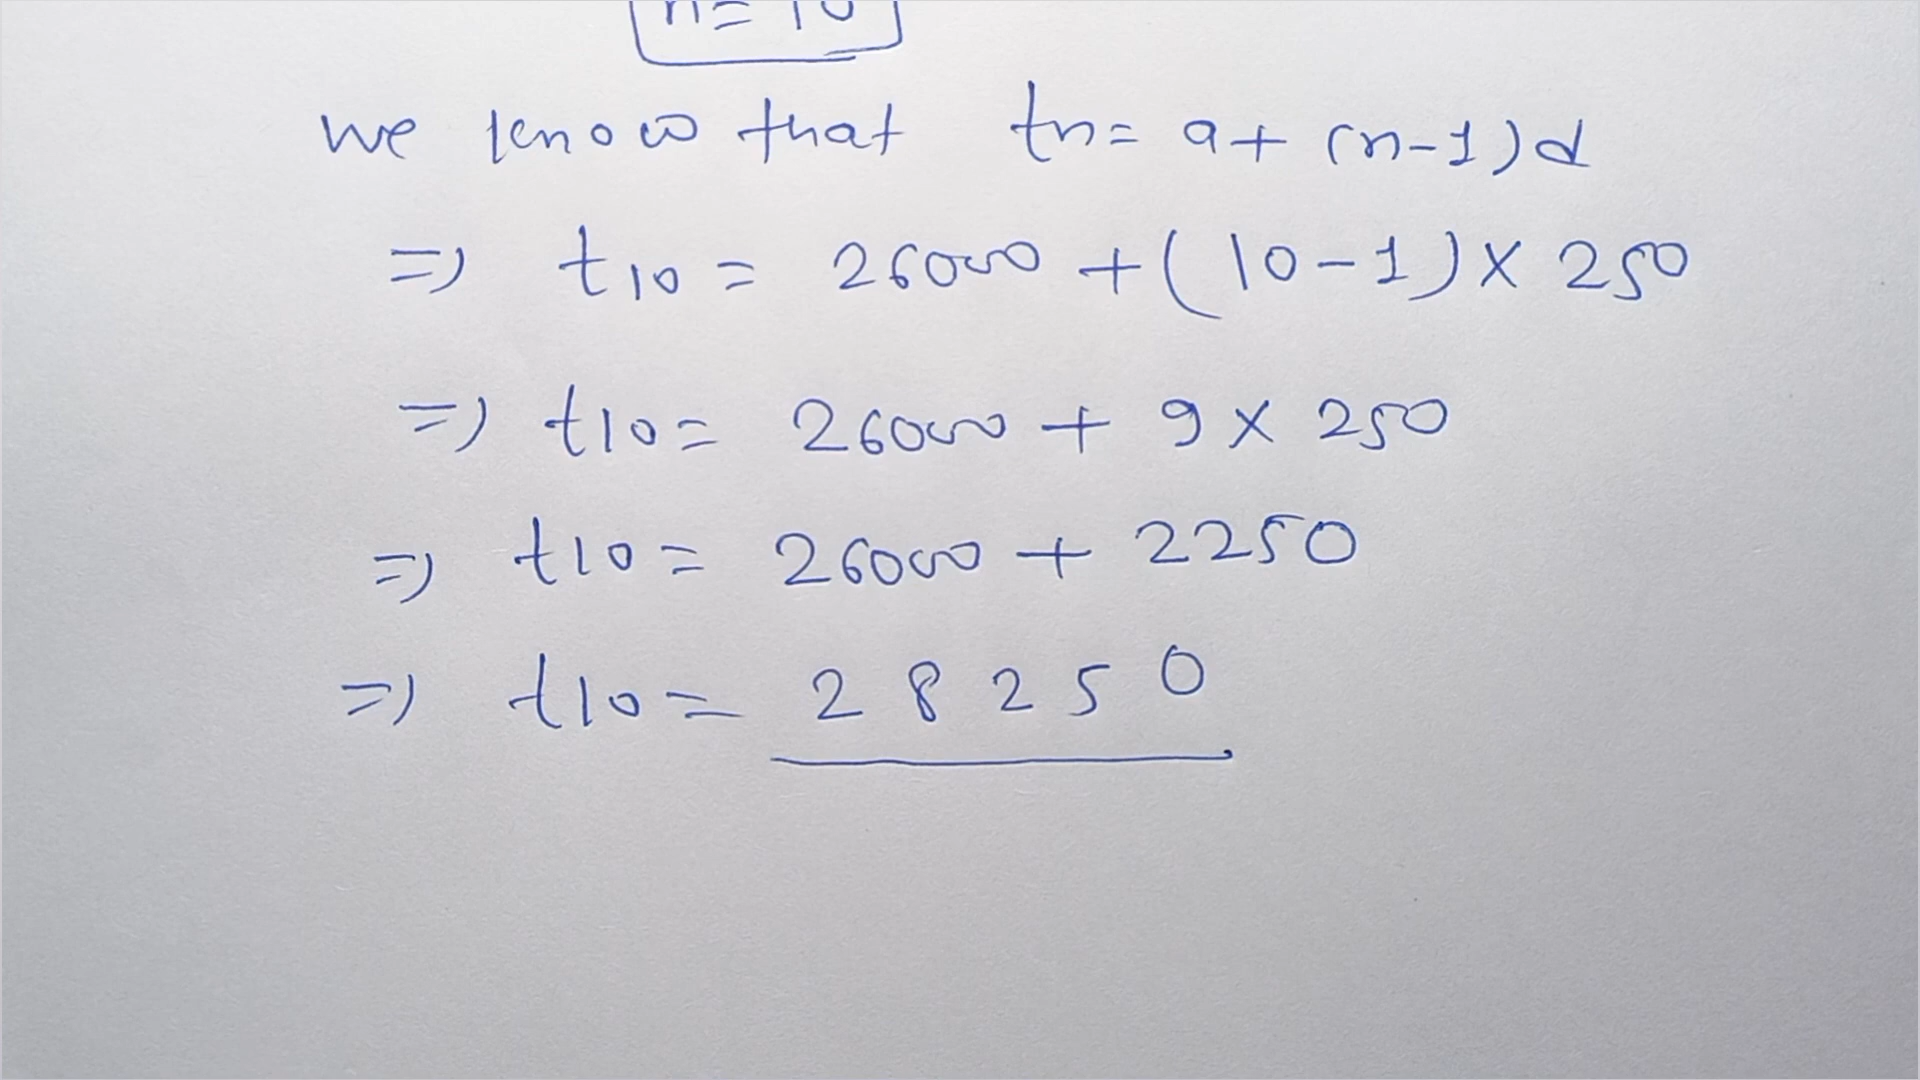 n= 10
we know that tn= a+ (n-1)d
=) t10 = 26000 +(10-1)X 250
=) t10= 26000 + 9 X 250
=) t10= 26000 + 2250
=) t10= 28250